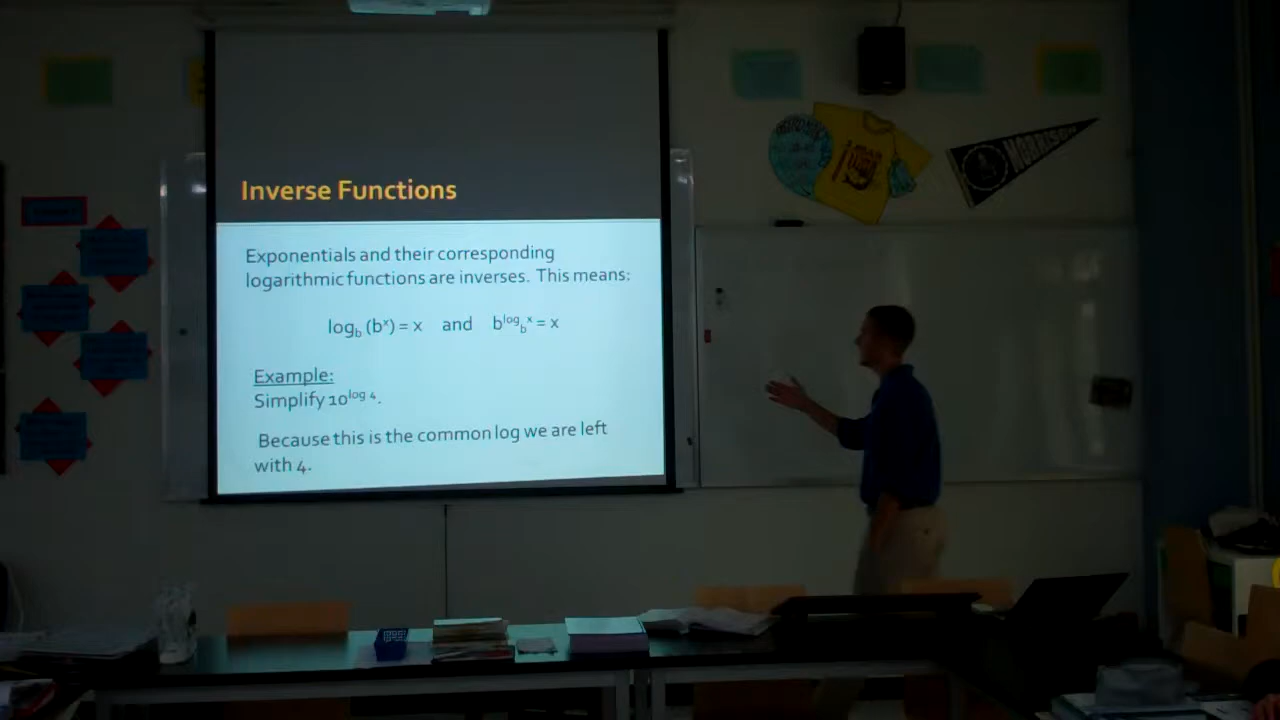 MORRISON
Inverse Functions
Exponentials and their corresponding
logarithmic functions are inverses. This means:
log_b (b^x) = x and b^(log_b x) = x
Example:
Simplify 10^(log 4).
Because this is the common log we are left
with 4.